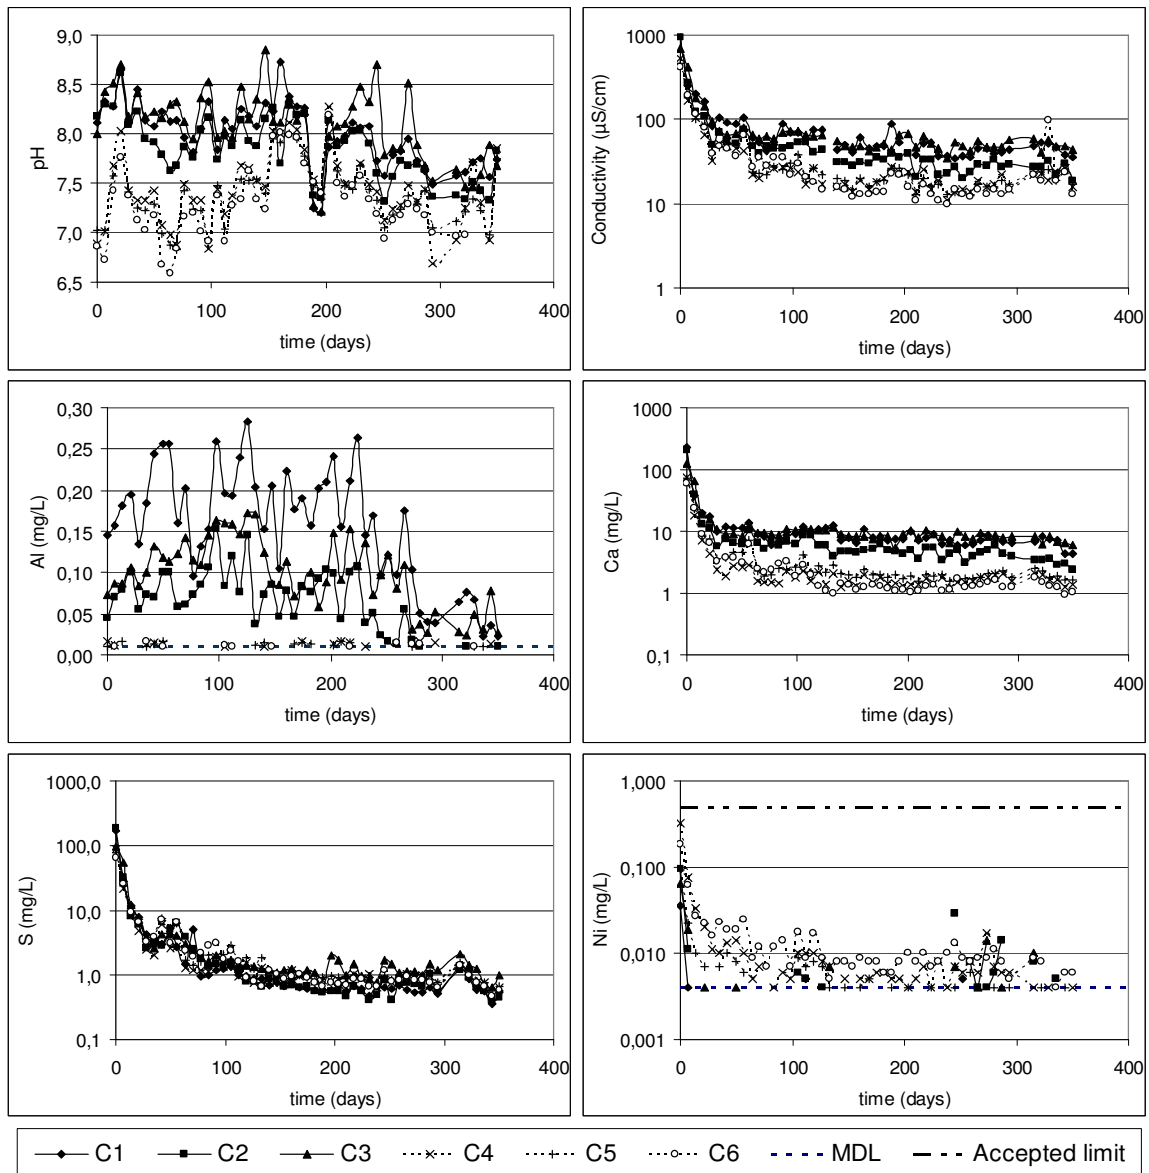 9,0
8,5
8,0
7,5
7,0
6,5
pH
0 100 200 300 400
time (days)
1000
100
10
1
Conductivity (µS/cm)
0 100 200 300 400
time (days)
0,30
0,25
0,20
0,15
0,10
0,05
0,00
Al (mg/L)
0 100 200 300 400
time (days)
1000
100
10
1
0,1
Ca (mg/L)
0 100 200 300 400
time (days)
1000,0
100,0
10,0
1,0
0,1
S (mg/L)
0 100 200 300 400
time (days)
1,000
0,100
0,010
0,001
Ni (mg/L)
0 100 200 300 400
time (days)
C1 C2 C3 C4 C5 C6 MDL Accepted limit